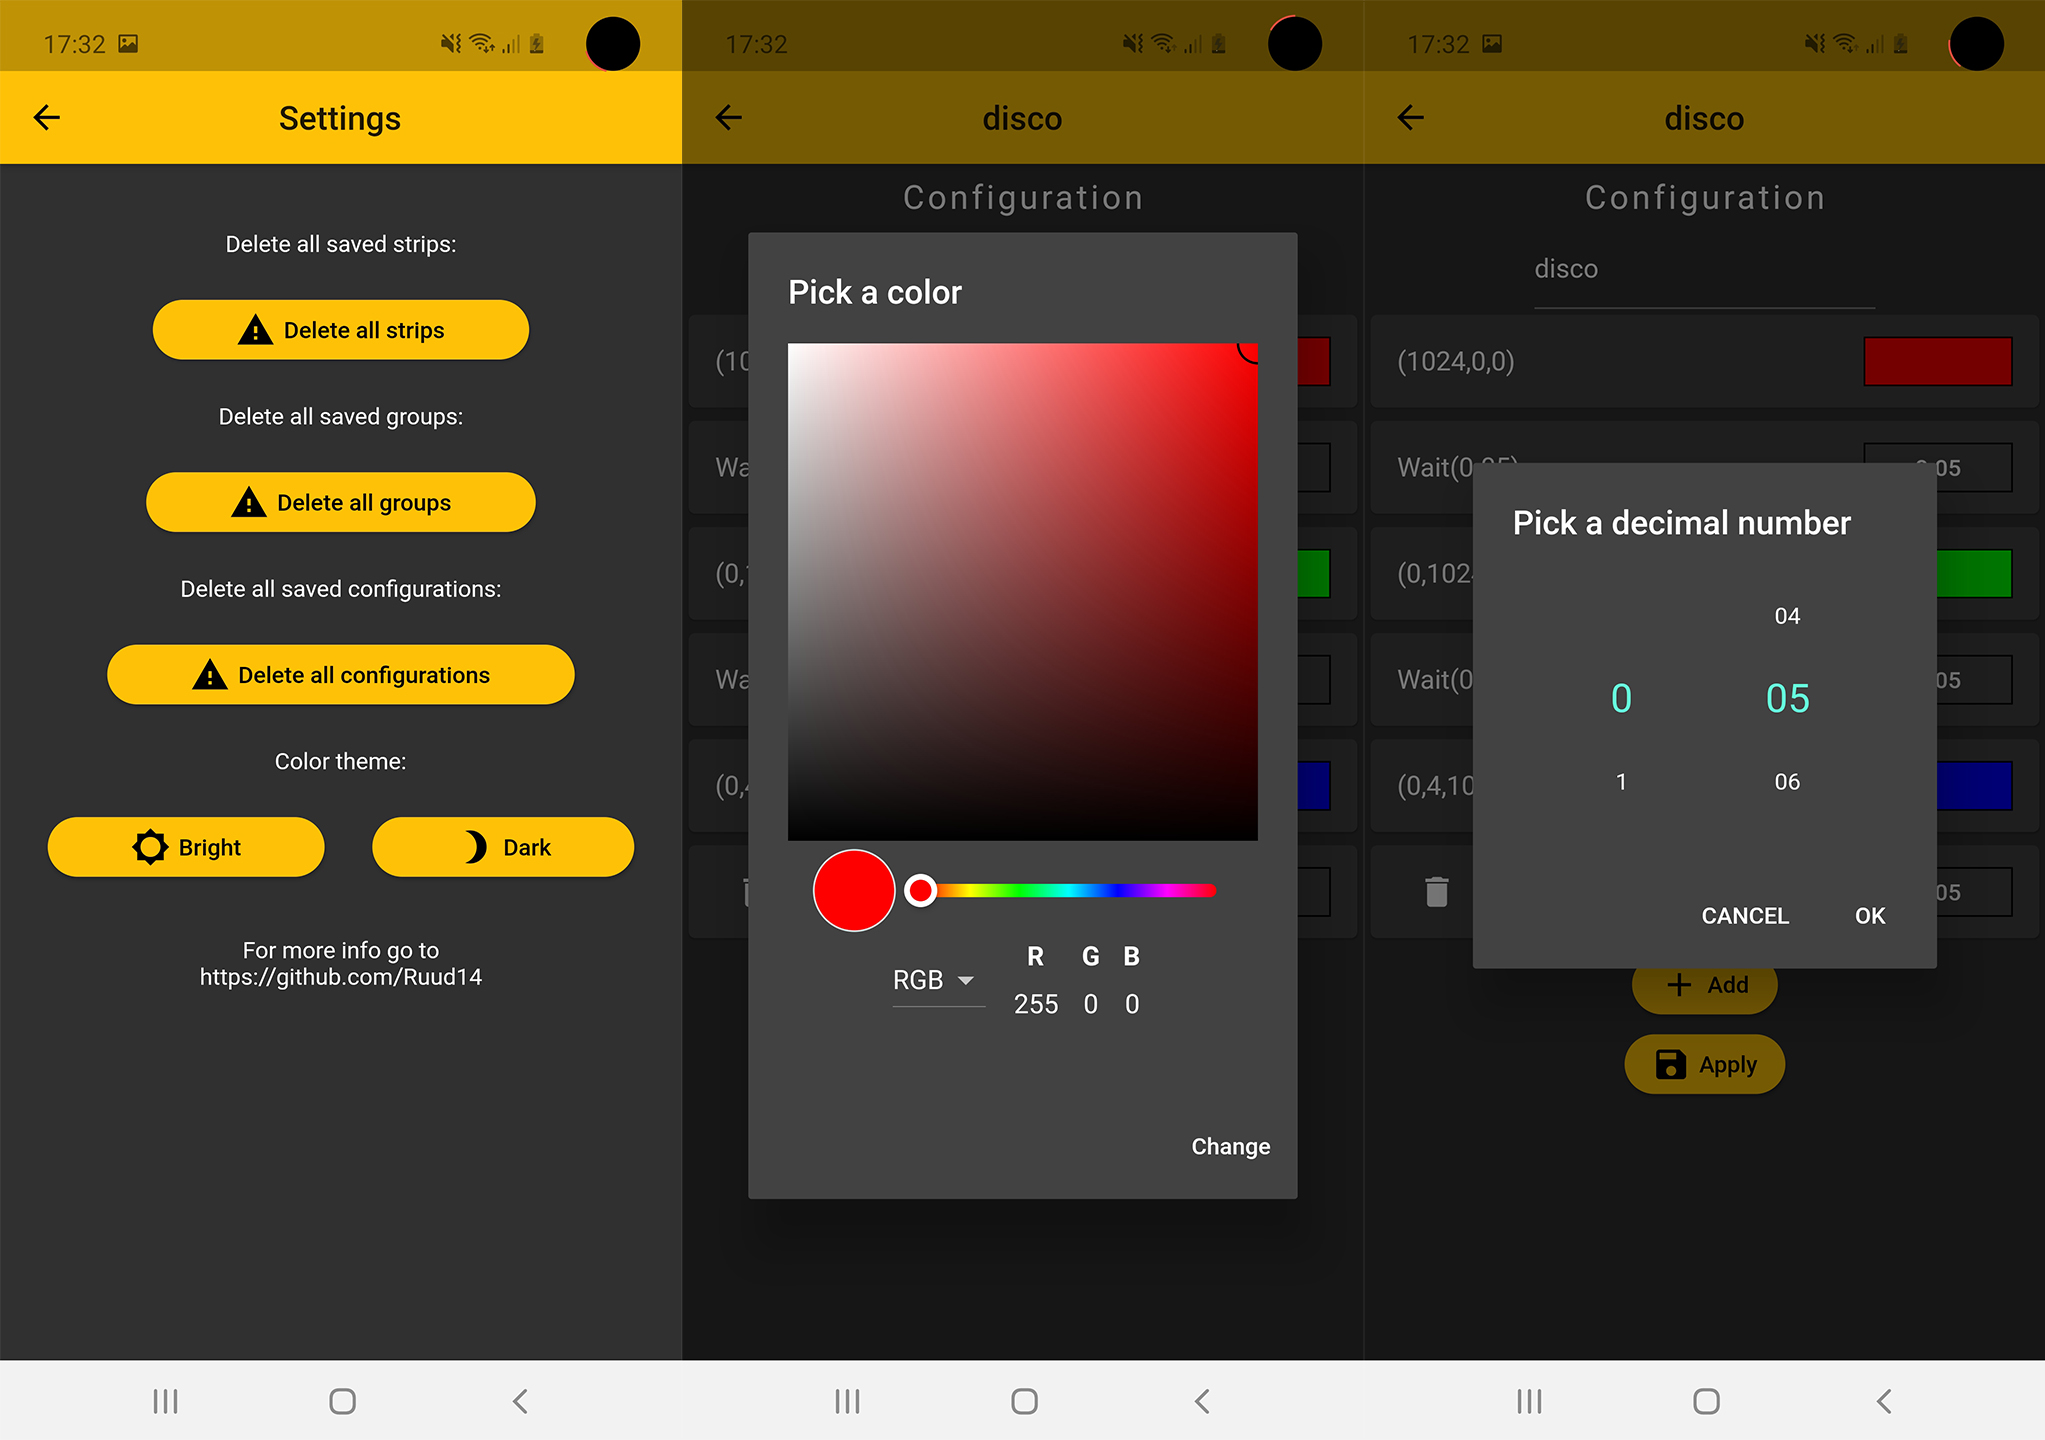 17:32
Settings
Delete all saved strips:
Delete all strips
Delete all saved groups:
Delete all groups
Delete all saved configurations:
Delete all configurations
Color theme:
Bright
Dark
For more info go to
https://github.com/Ruud14
17:32
disco
Configuration
Pick a color
(10
Wa
(0,
Wa
(0,4
RGB
R G B
255 0 0
Change
17:32
disco
Configuration
disco
(1024,0,0)
Wait(0.05)
0.05
Pick a decimal number
(0,1024
04
Wait(0
0 05
05
1 06
(0,4,10
05
CANCEL OK
Add
Apply